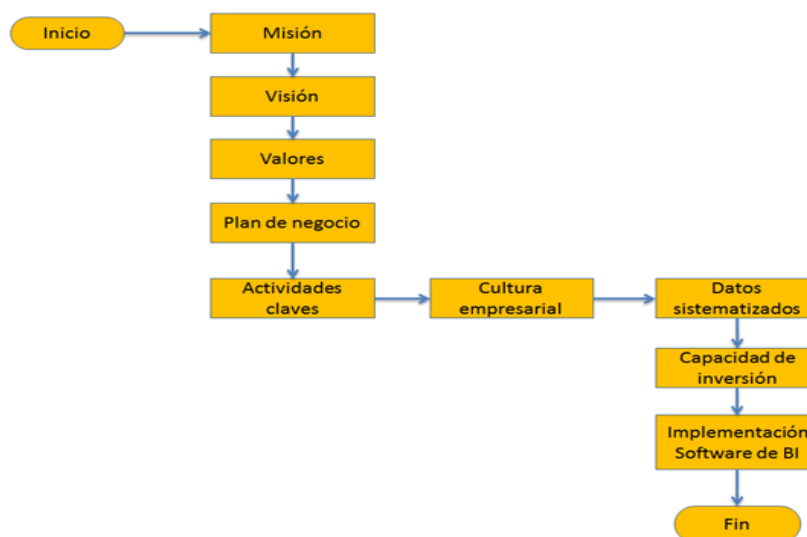 Inicio
Misión
Visión
Valores
Plan de negocio
Actividades
claves
Cultura
empresarial
Datos
sistematizados
Capacidad de
inversión
Implementación
Software de BI
Fin